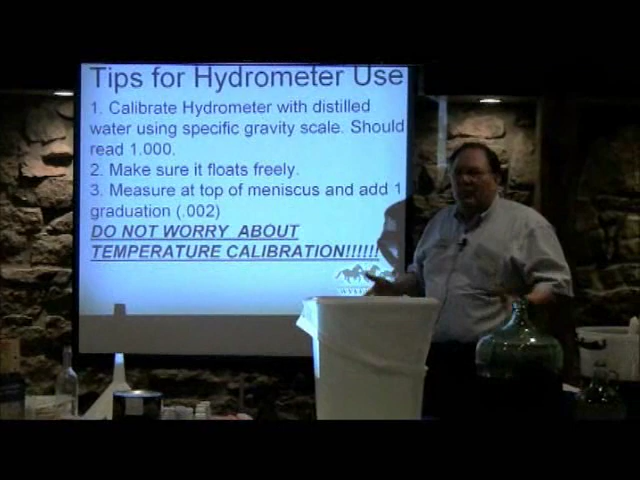 Tips for Hydrometer Use
1. Calibrate Hydrometer with distilled
water using specific gravity scale. Should
read 1.000.
2. Make sure it floats freely.
3. Measure at top of meniscus and add 1
graduation (.002)
DO NOT WORRY ABOUT
TEMPERATURE CALIBRATION!!!!!!